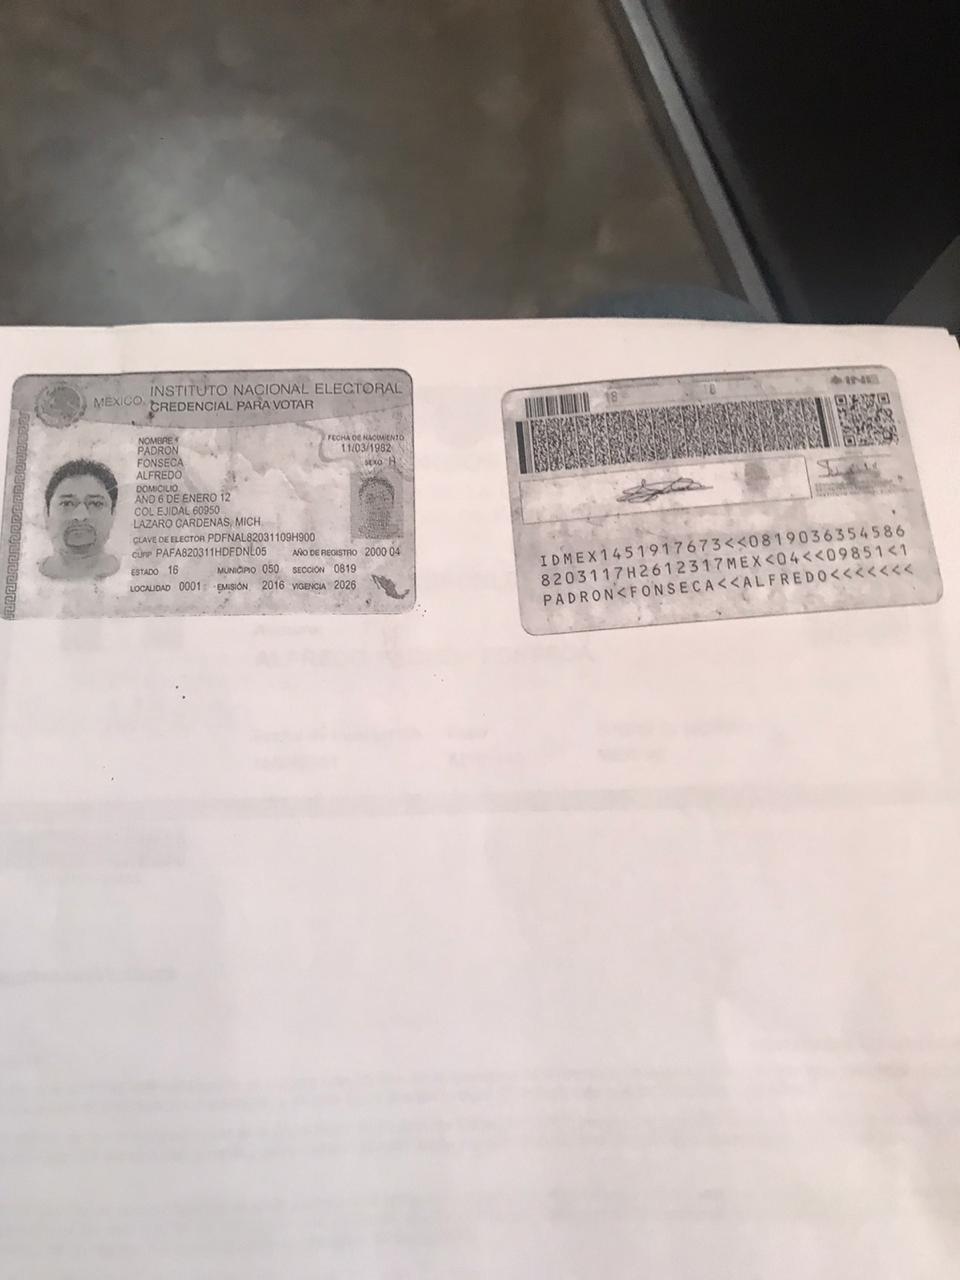 MÉXICO
INSTITUTO NACIONAL ELECTORAL
CREDENCIAL PARA VOTAR
NOMBRE
PADRON
FONSECA
ALFREDO
FECHA DE NACIMIENTO
11/03/1982
SEXO H
DOMICILIO
AND 6 DE ENERO 12
COL EJIDAL 60950
LAZARO CARDENAS, MICH.
CLAVE DE ELECTOR PDFNAL82031109H900
CURP PAFA820311HDFDNL05 AÑO DE REGISTRO 2000 04
ESTADO 16 MUNICIPIO 050 SECCIÓN 0819
LOCALIDAD 0001 EMISIÓN 2016 VIGENCIA 2026
INE
IDMEX1451917673<<0819036354586
8203117H2612317MEX<04<<09851<1
PADRON<FONSECA<<ALFREDO<<<<<<<